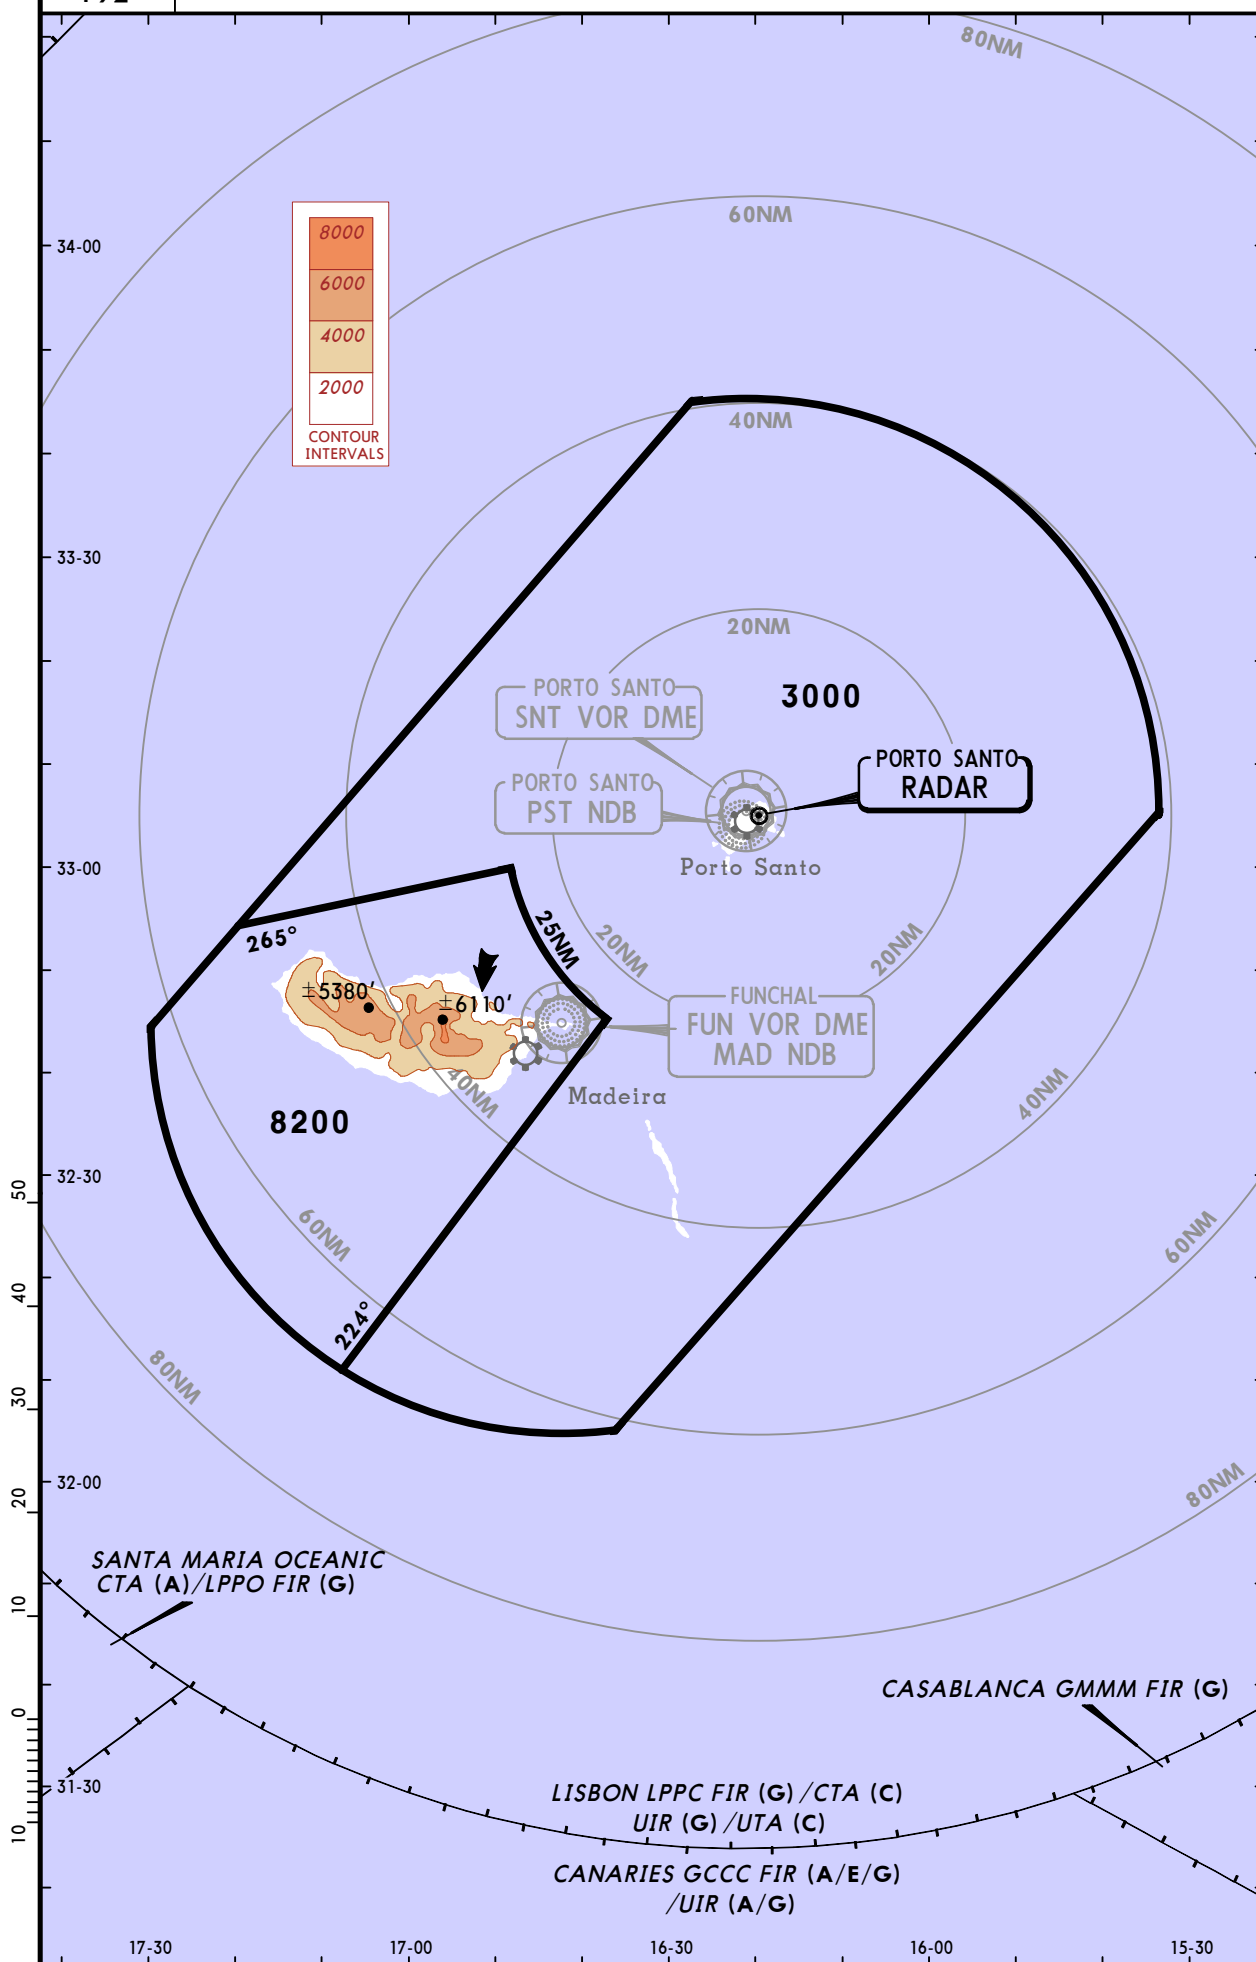 80NM
60NM
34-00
8000
6000
4000
2000
CONTOUR
INTERVALS
40NM
33-30
20NM
3000
PORTO SANTO
SNT VOR DME
PORTO SANTO
RADAR
PORTO SANTO
PST NDB
Porto Santo
33-00
265°
25NM
20NM
20NM
±5380'
±6110'
FUNCHAL
FUN VOR DME
MAD NDB
40NM
Madeira
40NM
8200
32-30
50
60NM
60NM
40
224°
80NM
30
32-00
80NM
20
SANTA MARIA OCEANIC
CTA (A)/LPPO FIR (G)
10
CASABLANCA GMMM FIR (G)
0
31-30
LISBON LPPC FIR (G)/CTA (C)
UIR (G)/UTA (C)
10
CANARIES GCCC FIR (A/E/G)
/UIR (A/G)
17-30
17-00
16-30
16-00
15-30